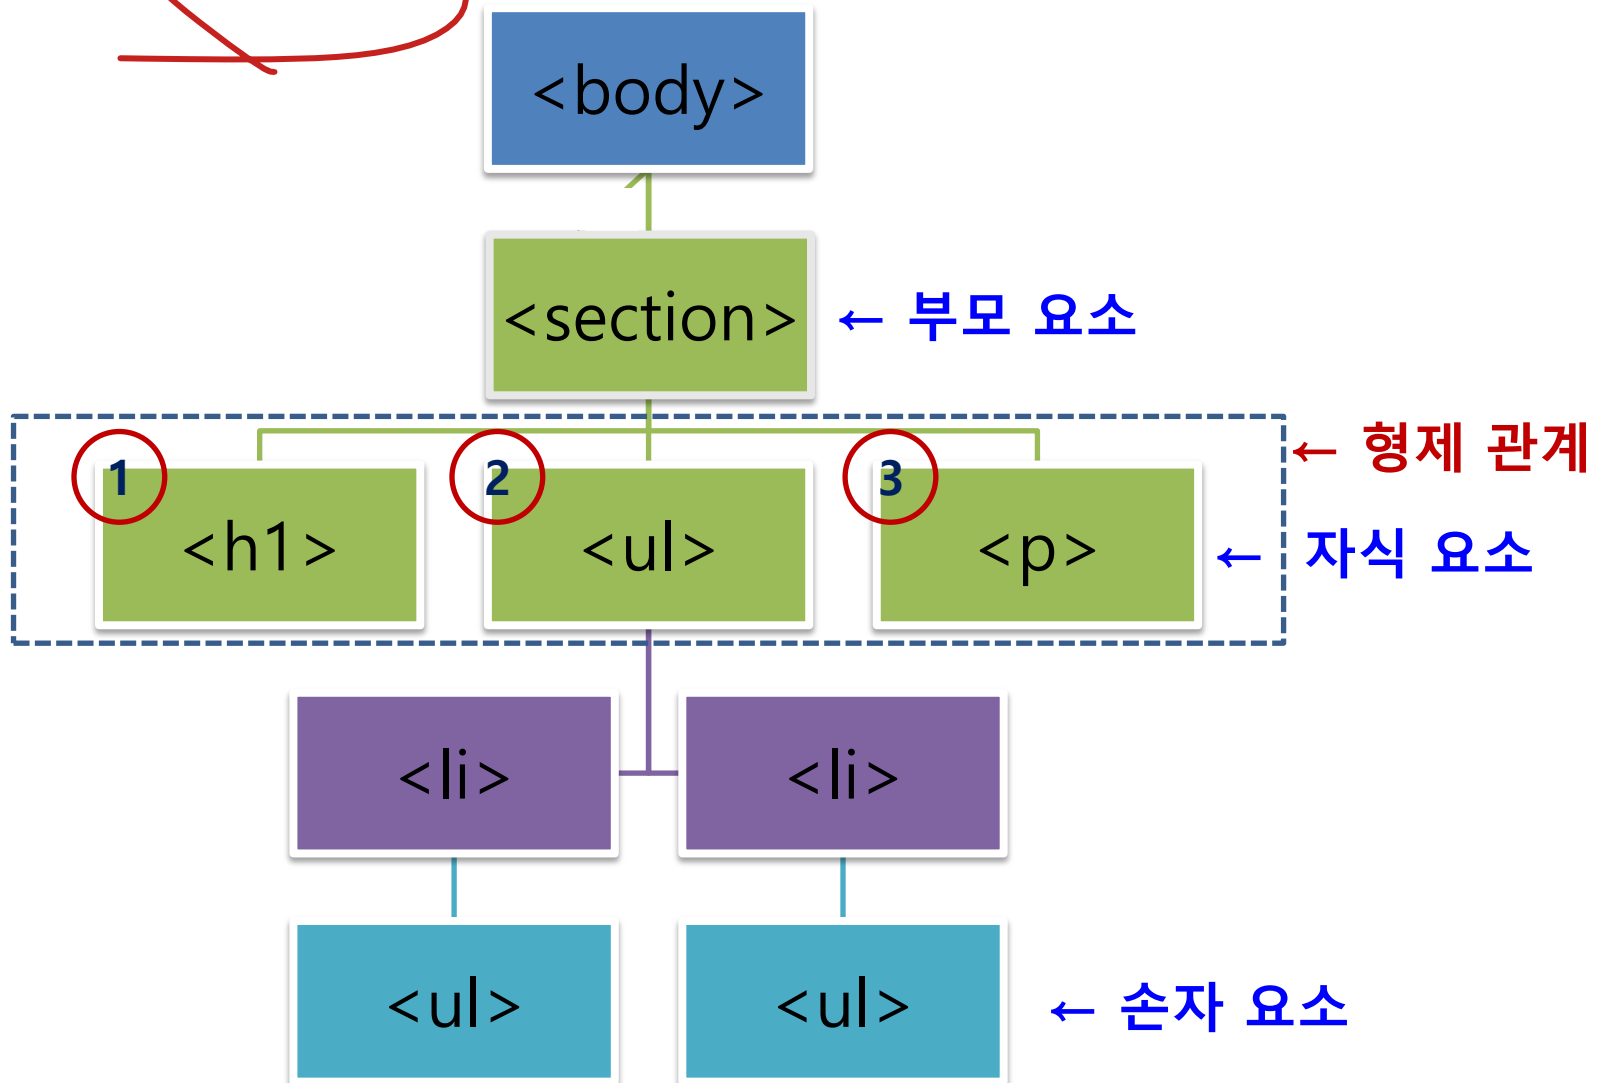 <body>
<section>
← 부모 요소
← 형제 관계
1
2
3
<h1>
<ul>
<p>
← 자식 요소
<li>
<li>
<ul>
<ul>
← 손자 요소